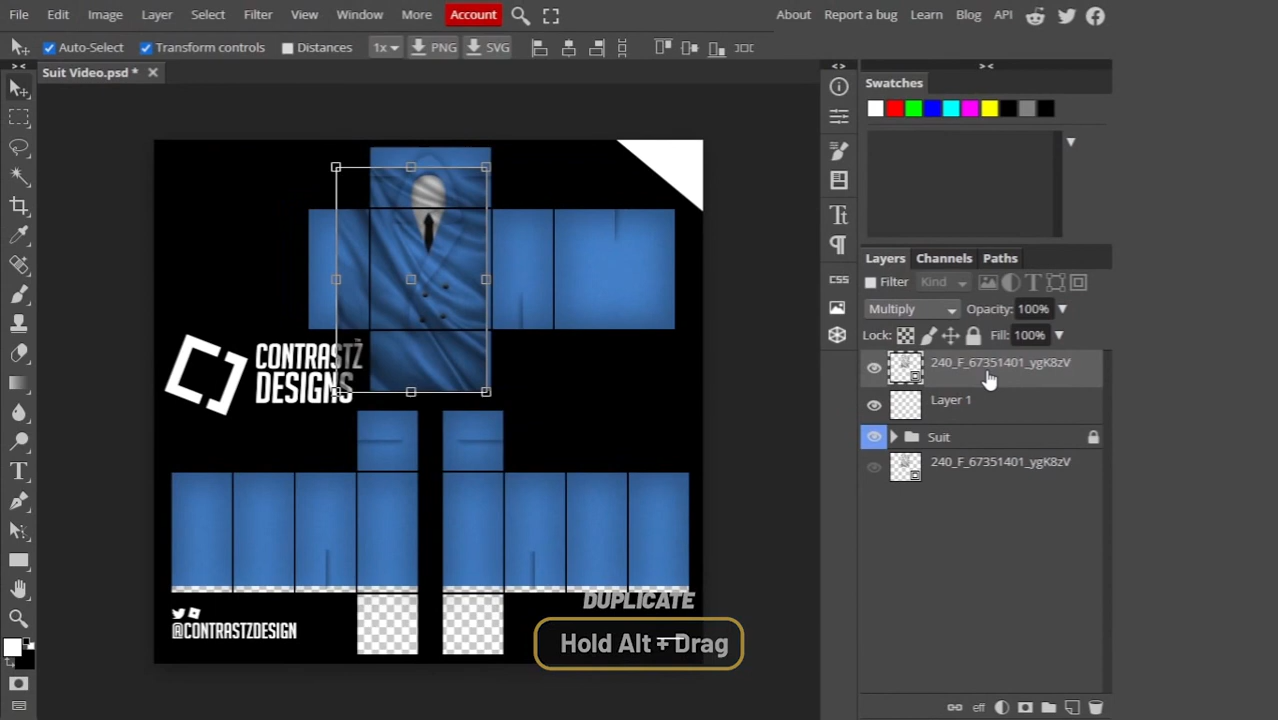 File Edit Image Layer Select Filter View Window More Account About Report a bug Learn Blog API
Auto-Select Transform controls Distances 1x PNG SVG
Suit Video.psd * ×
Swatches
CONTRASTZ™
DESIGNS
@CONTRASTZDESIGN
DUPLICATE
Hold Alt + Drag
CSS
Layers Channels Paths
Filter Kind T
Multiply Opacity: 100%
Lock: Fill: 100%
240_F_67351401_ygK8zV
Layer 1
Suit
240_F_67351401_ygK8zV
eff